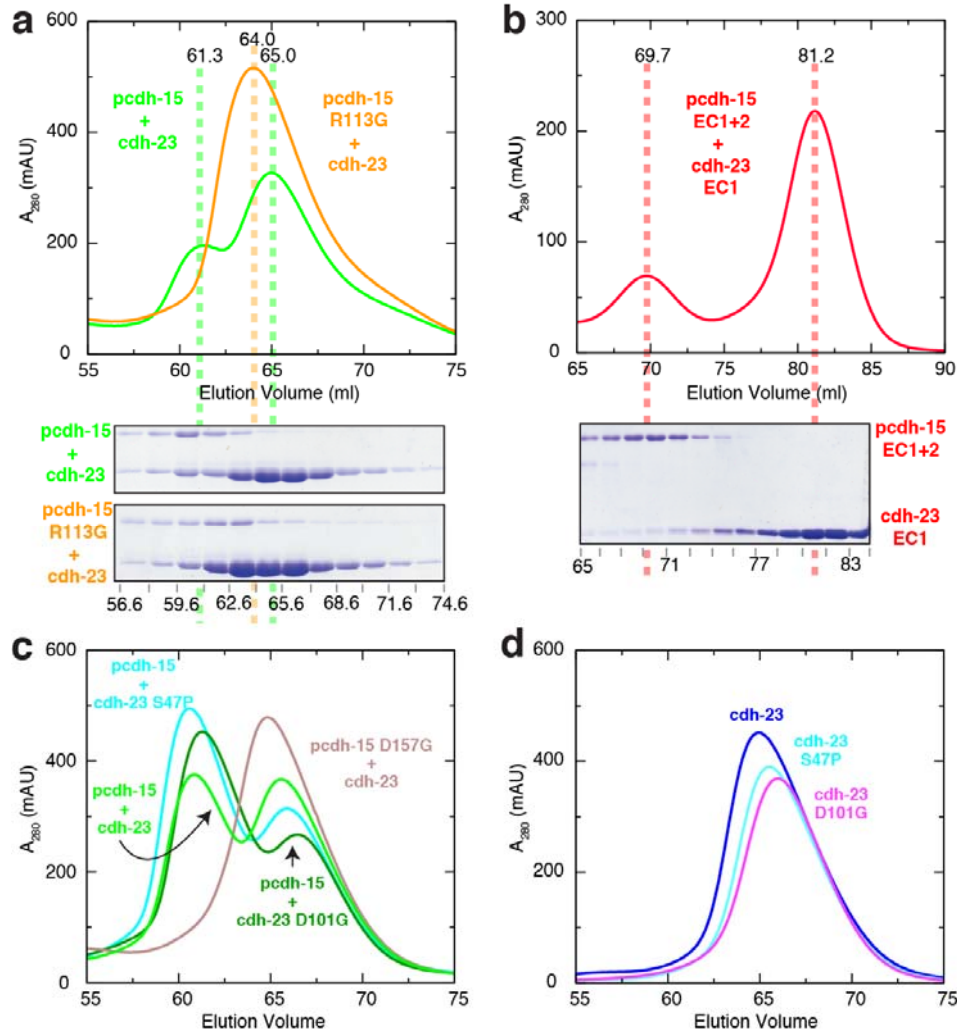 a
600
400
200
0
A280 (mAU)
61.3
64.0
65.0
pcdh-15
+
cdh-23
pcdh-15
R113G
+
cdh-23
55
60
65
70
75
Elution Volume (ml)
pcdh-15
+
cdh-23
pcdh-15
R113G
+
cdh-23
56.6 59.6 62.6 65.6 68.6 71.6 74.6
b
300
200
100
0
A280 (mAU)
69.7
81.2
pcdh-15
EC1+2
+
cdh-23
EC1
65 70 75 80 85 90
Elution Volume (ml)
pcdh-15
EC1+2
cdh-23
EC1
65 71 77 83
c
600
400
200
0
A280 (mAU)
pcdh-15
+
cdh-23 S47P
pcdh-15 D157G
+
cdh-23
pcdh-15
+
cdh-23
pcdh-15
+
cdh-23 D101G
55 60 65 70 75
Elution Volume
d
600
400
200
0
A280 (mAU)
cdh-23
cdh-23
S47P
cdh-23
D101G
55 60 65 70 75
Elution Volume